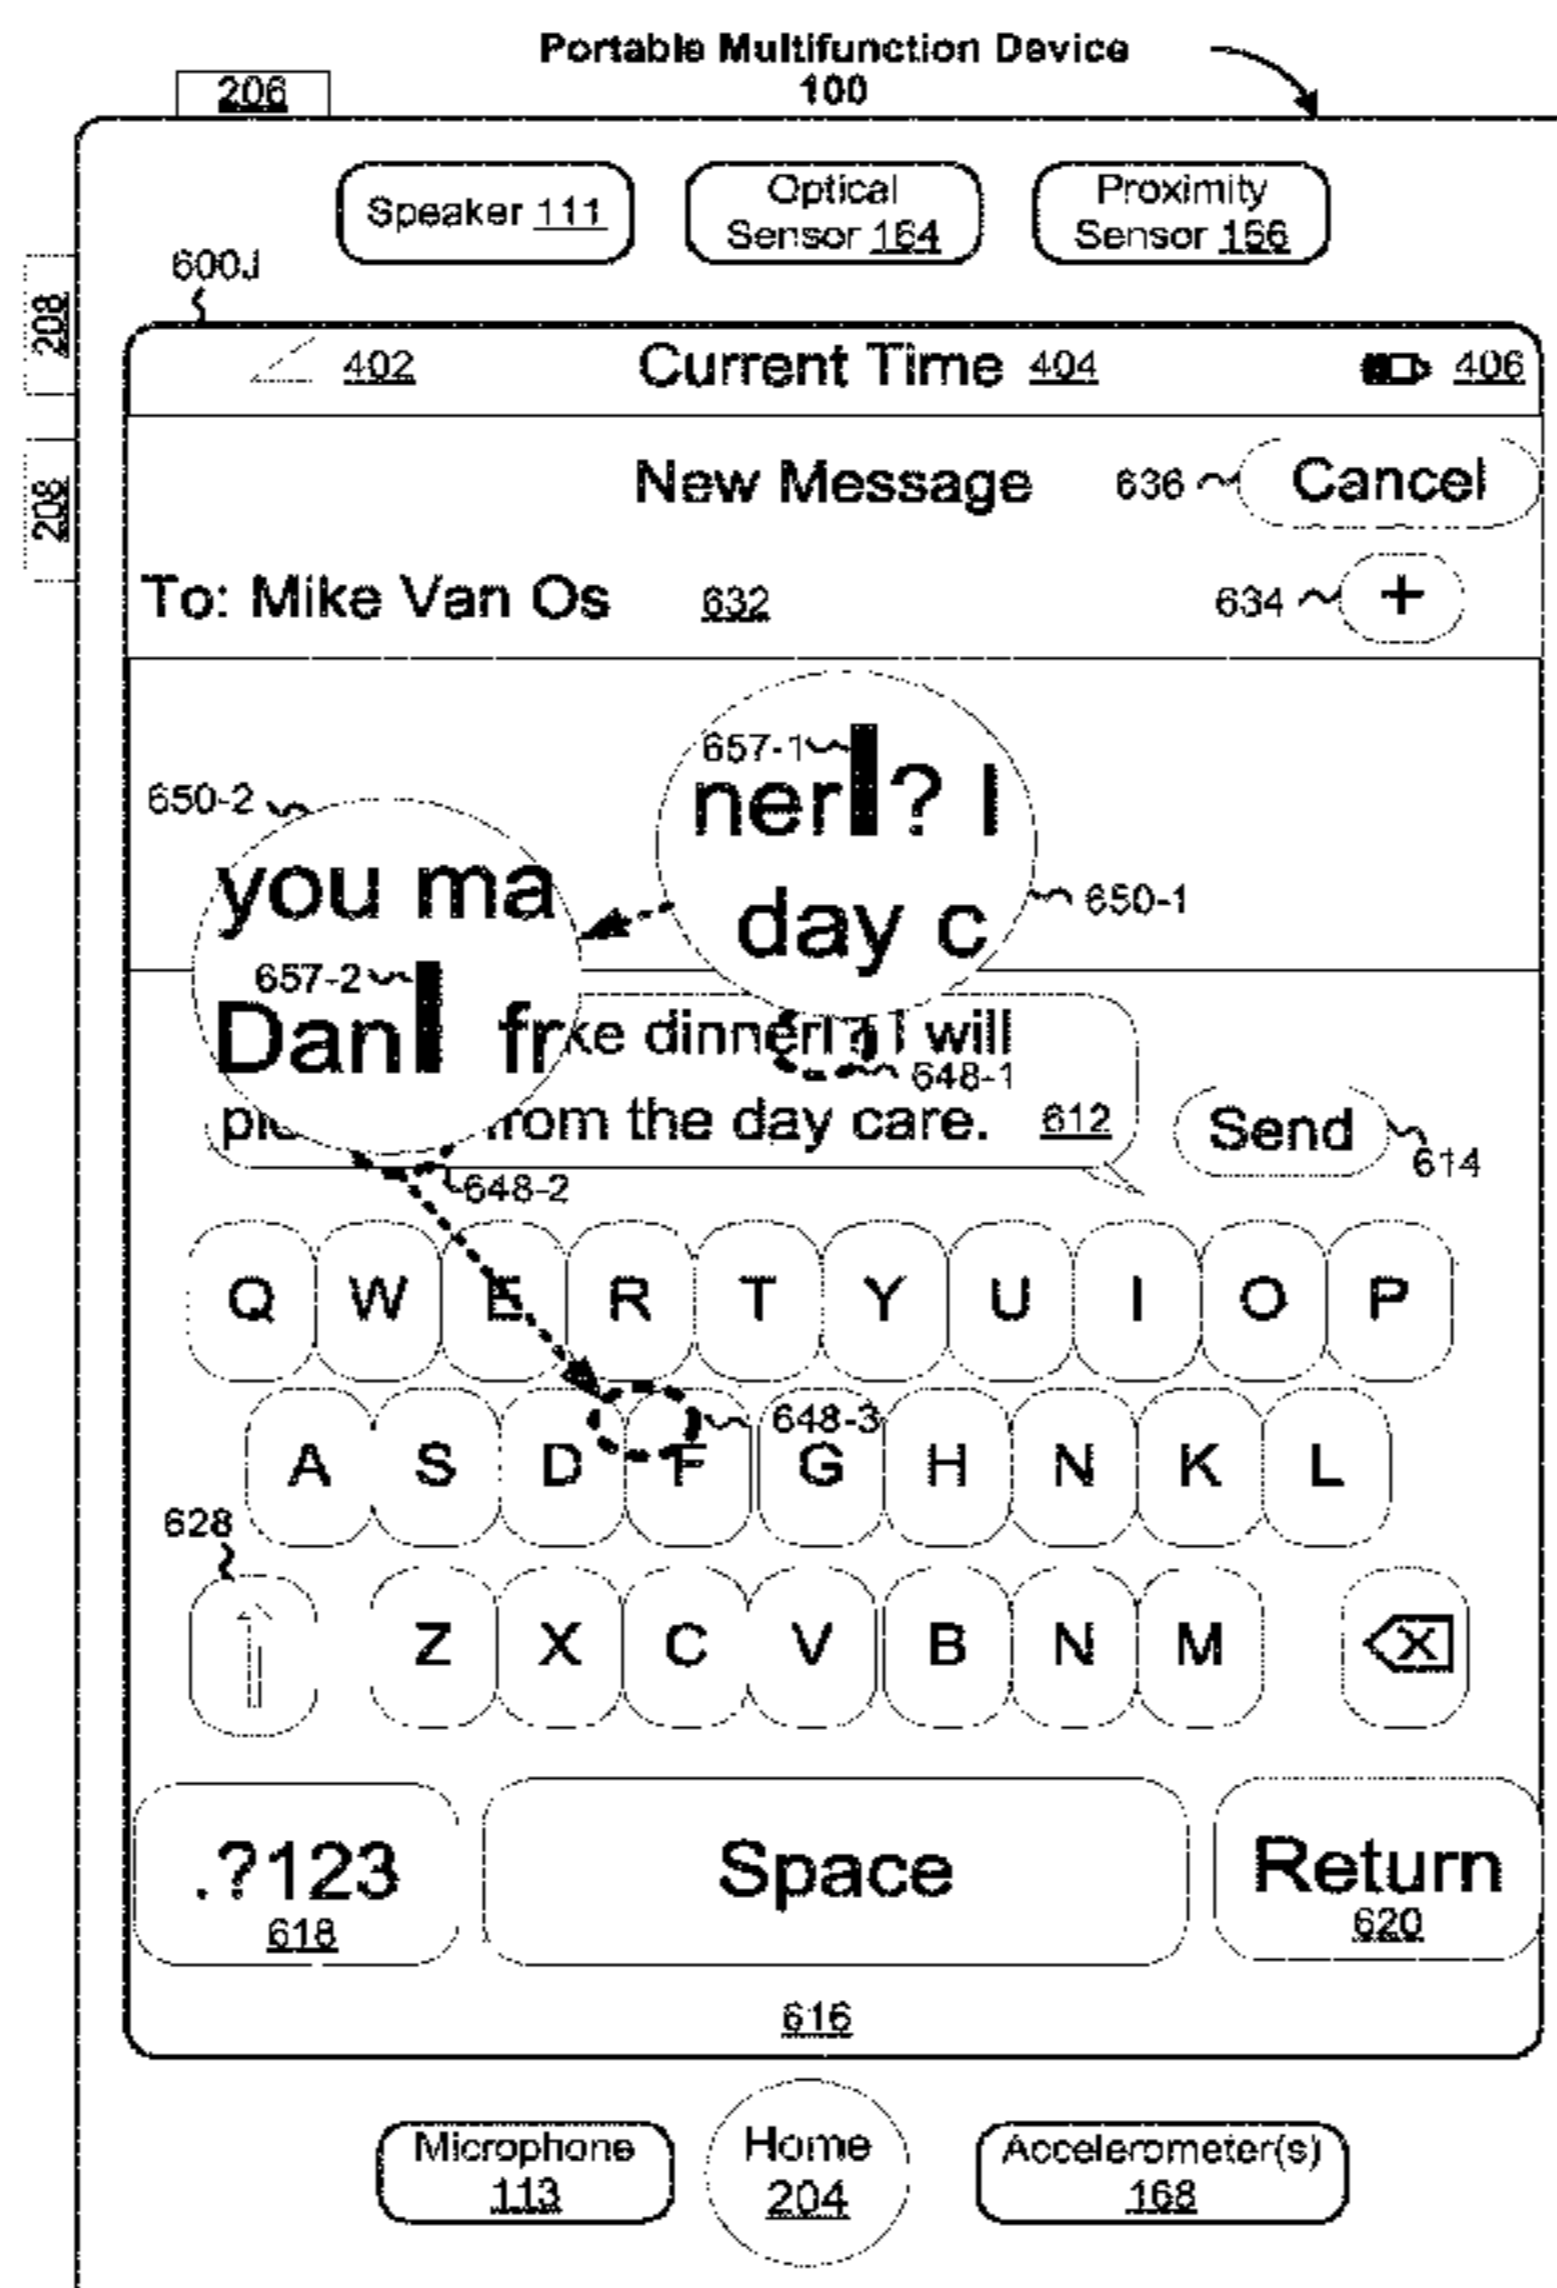 Portable Multifunction Device
100
206
Speaker 111
Optical
Sensor 164
Proximity
Sensor 166
600J
208
402
Current Time 404
406
208
New Message
636
Cancel
To: Mike Van Os
632
634
+
657-1
ner ? I
day c
650-1
650-2
you ma
657-2
Dan fr
ke dinner ? I will
648-1
from the day care.
612
Send
614
648-2
Q W E R T Y U I O P
648-3
A S D F G H N K L
628
Z X C V B N M
X
.?123
618
Space
Return
620
616
Microphone
113
Home
204
Accelerometer(s)
168